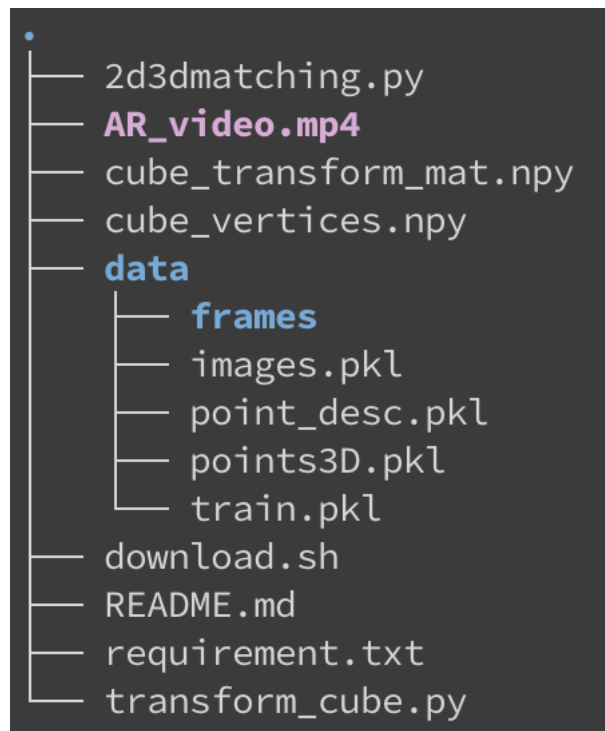 .
2d3dmatching.py
AR_video.mp4
cube_transform_mat.npy
cube_vertices.npy
data
frames
images.pkl
point_desc.pkl
points3D.pkl
train.pkl
download.sh
README.md
requirement.txt
transform_cube.py